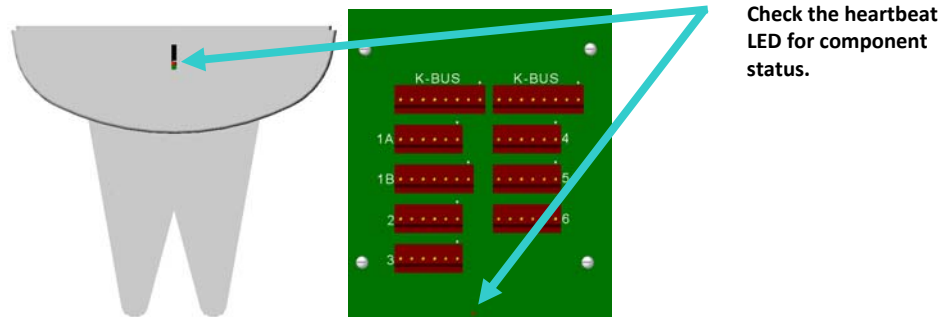 Check the heartbeat
LED for component
status.
K-BUS K-BUS
1A 4
1B 5
2 6
3